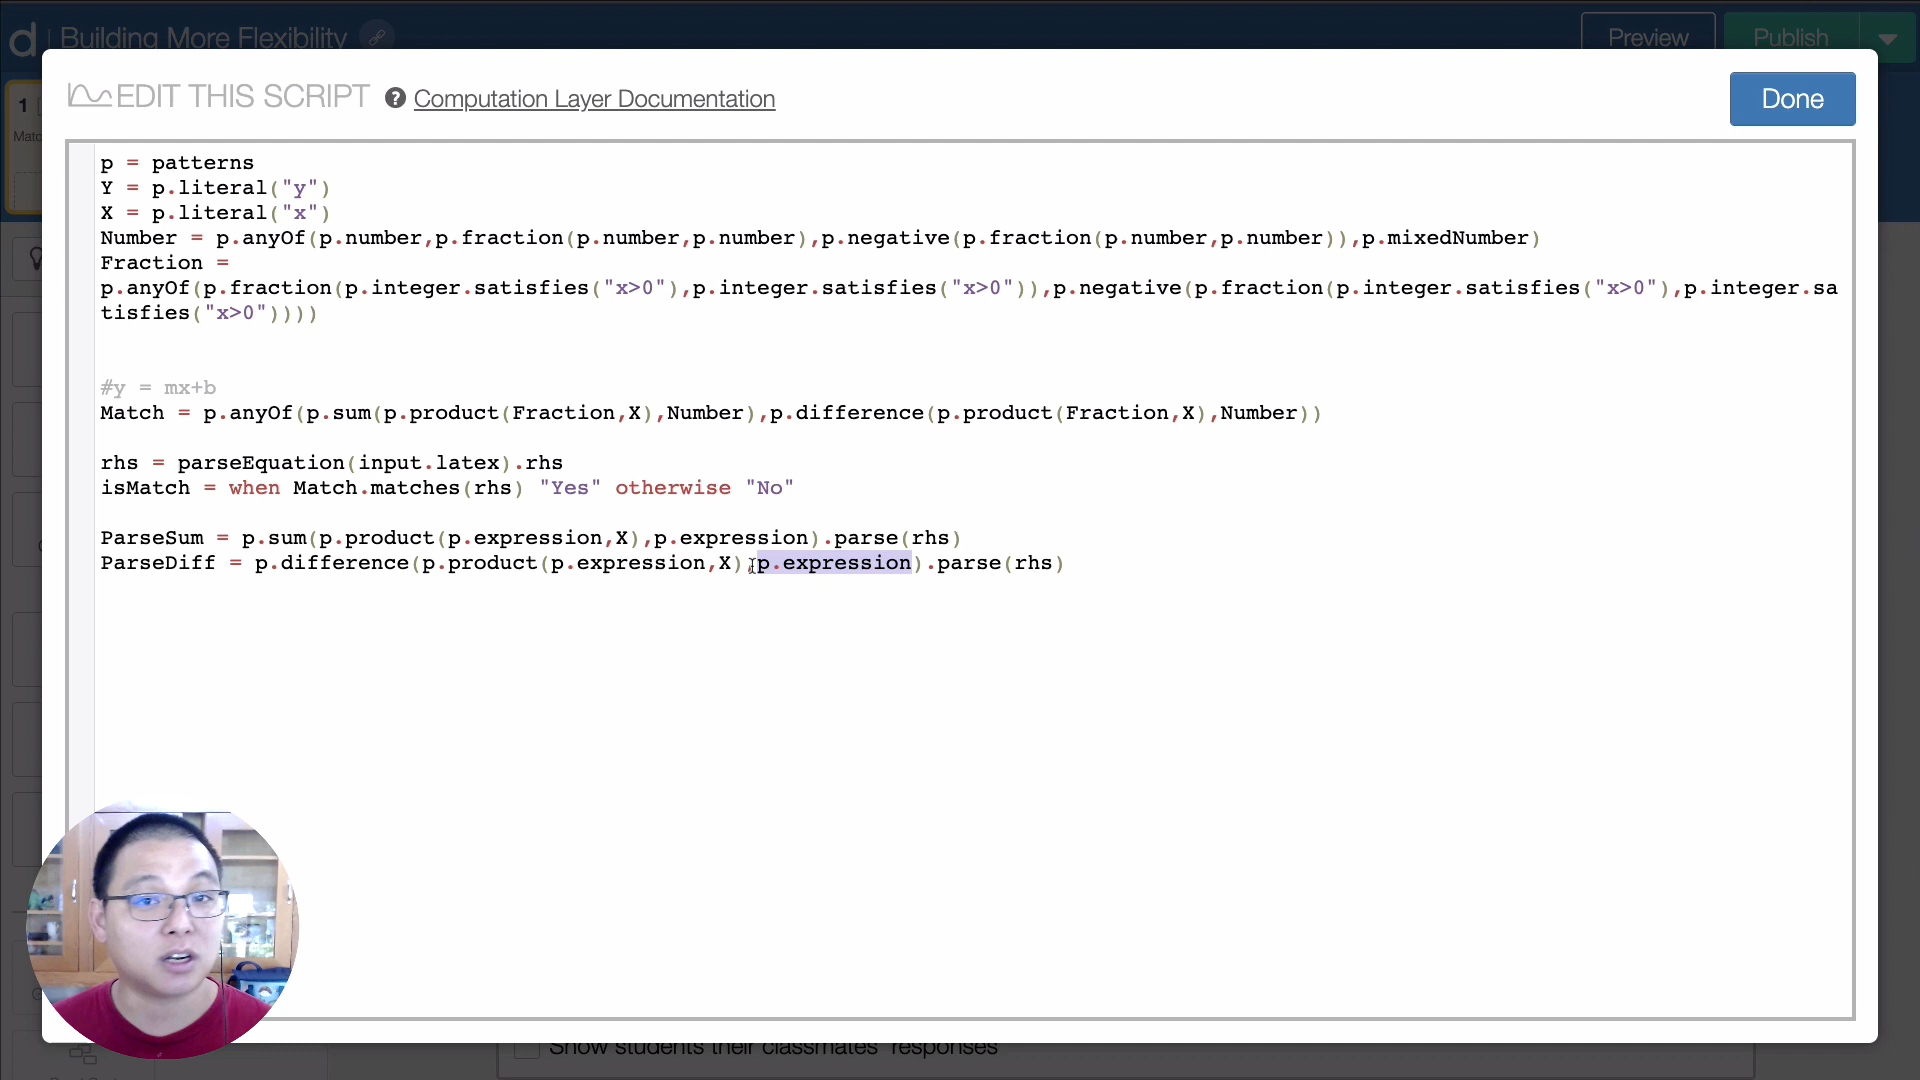 d | Building More Flexibility
Preview
Publish
EDIT THIS SCRIPT
? Computation Layer Documentation
Done
1
Matc
p = patterns
Y = p.literal("y")
X = p.literal("x")
Number = p.anyOf(p.number,p.fraction(p.number,p.number),p.negative(p.fraction(p.number,p.number)),p.mixedNumber)
Fraction =
p.anyOf(p.fraction(p.integer.satisfies("x>0"),p.integer.satisfies("x>0")),p.negative(p.fraction(p.integer.satisfies("x>0"),p.integer.sa
tisfies("x>0"))))
#y = mx+b
Match = p.anyOf(p.sum(p.product(Fraction,X),Number),p.difference(p.product(Fraction,X),Number))
rhs = parseEquation(input.latex).rhs
isMatch = when Match.matches(rhs) "Yes" otherwise "No"
ParseSum = p.sum(p.product(p.expression,X),p.expression).parse(rhs)
ParseDiff = p.difference(p.product(p.expression,X),p.expression).parse(rhs)
Show students their classmates' responses